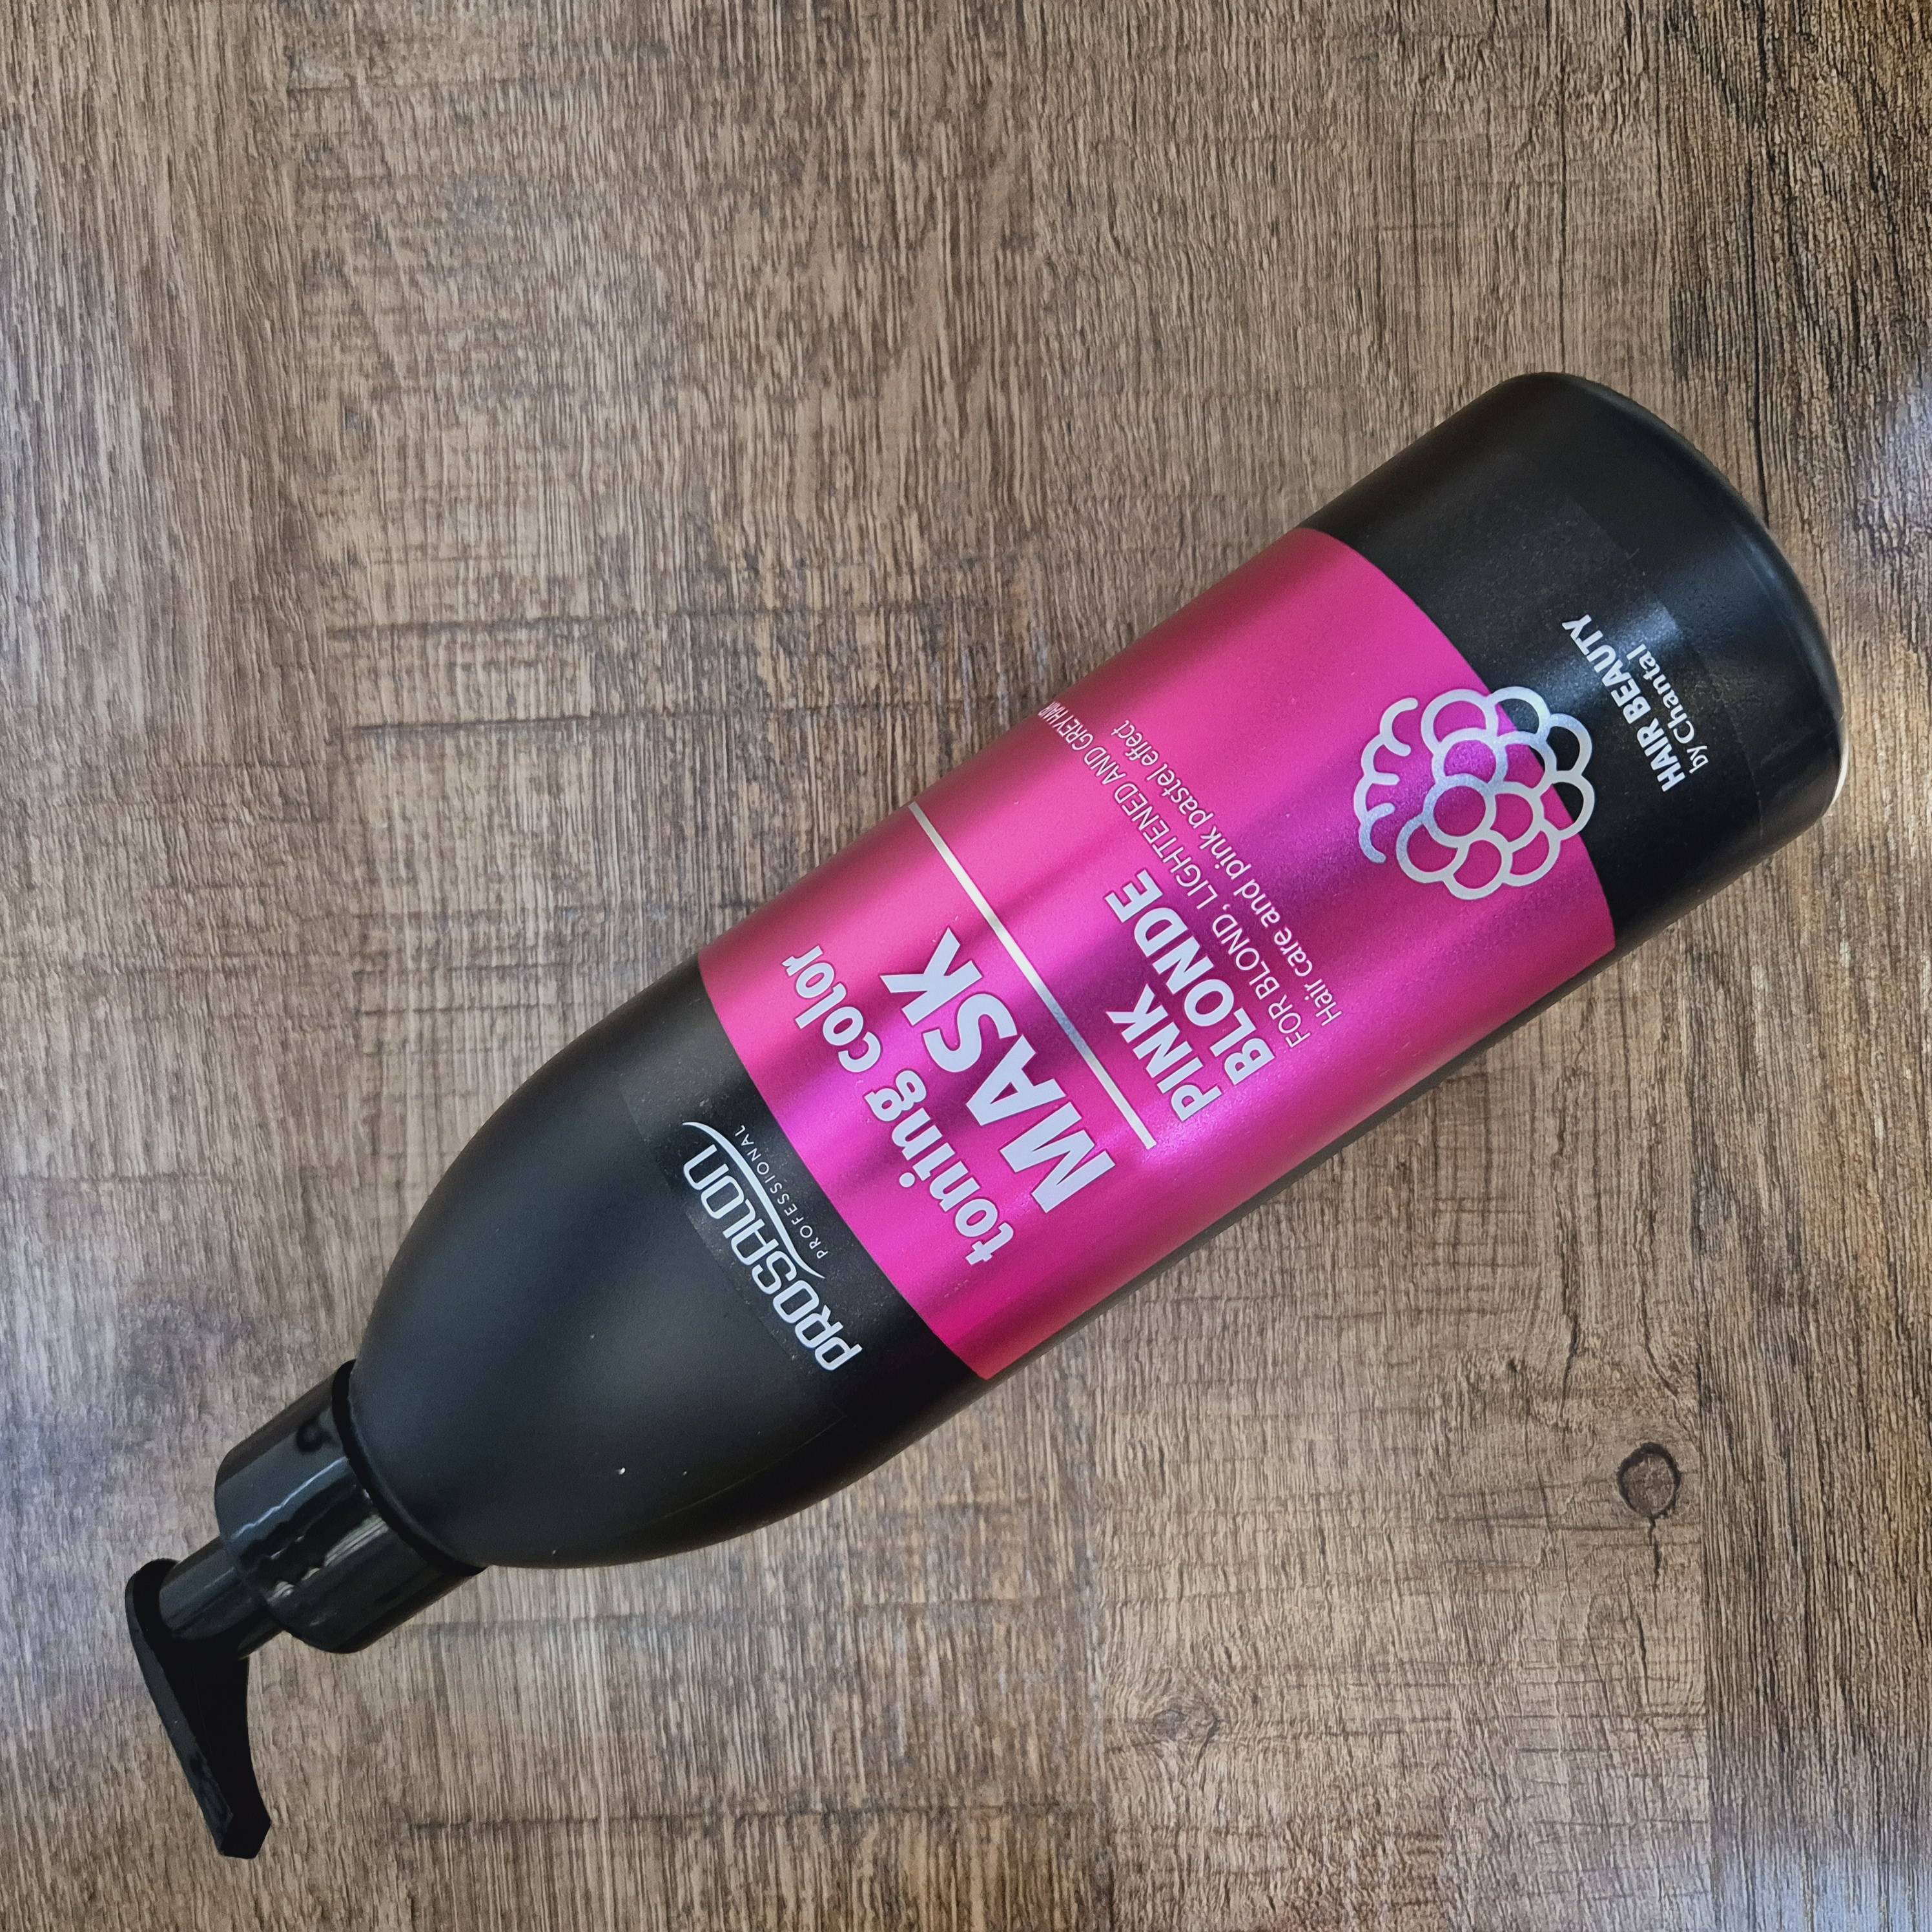 PROSALON
PROFESSIONAL
toning color
MASK
PINK
BLONDE
FOR BLOND, LIGHTENED AND GREY HAIR
Hair care and pink pastel effect
HAIR BEAUTY
by Chantal